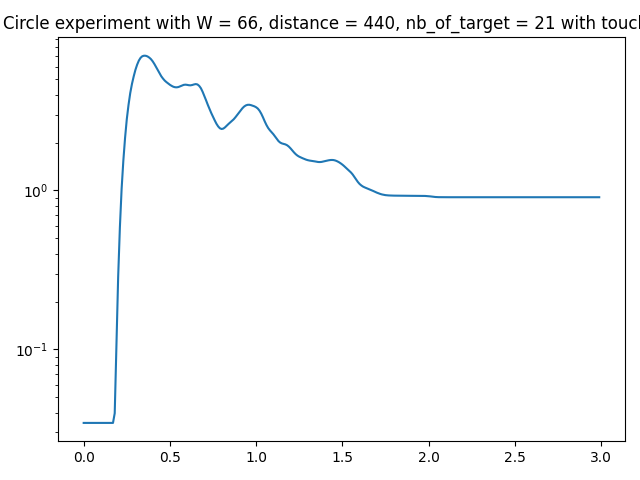 Circle experiment with W = 66, distance = 440, nb_of_target = 21 with touch
10⁰
10⁻¹
0.0 0.5 1.0 1.5 2.0 2.5 3.0